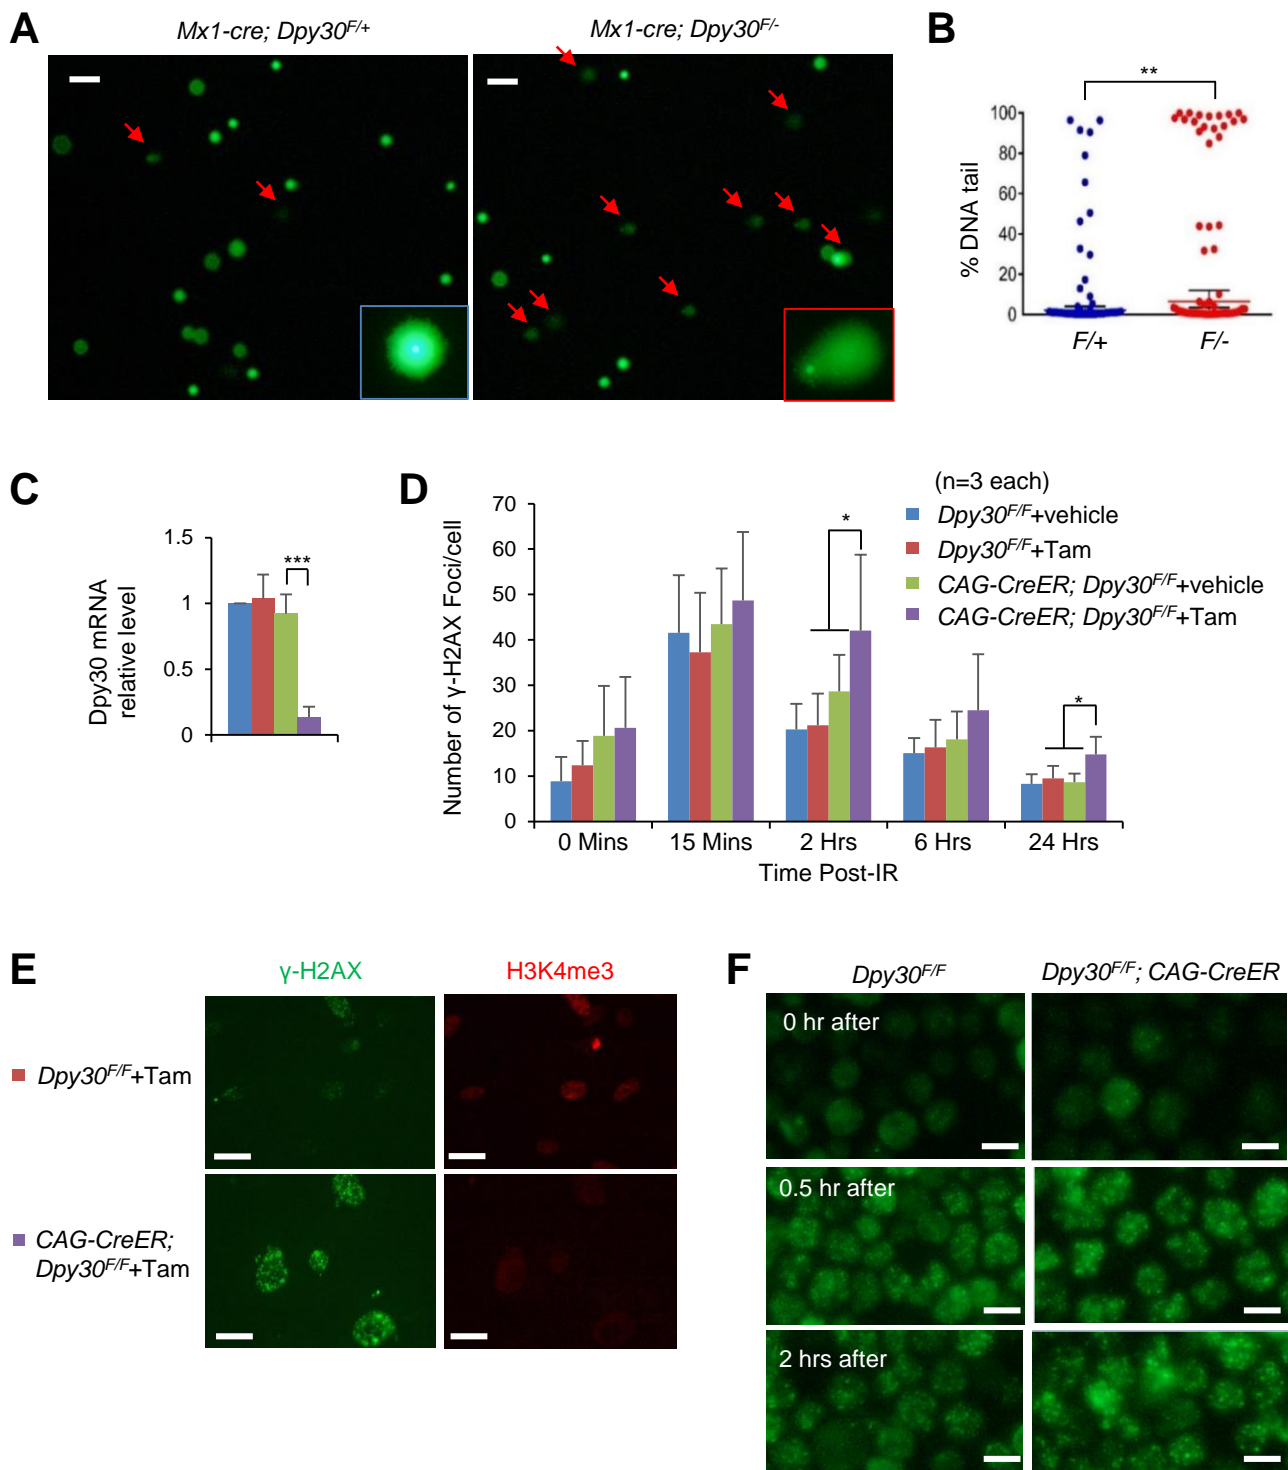 A
Mx1-cre; Dpy30F/+
Mx1-cre; Dpy30F/-
B
**
% DNA tail
100
80
60
40
20
0
F/+
F/-
C
Dpy30 mRNA
relative level
1.5
1
0.5
0
***
D
Number of γ-H2AX Foci/cell
70
60
50
40
30
20
10
0
*
*
0 Mins
15 Mins
2 Hrs
6 Hrs
24 Hrs
Time Post-IR
(n=3 each)
Dpy30F/F+vehicle
Dpy30F/F+Tam
CAG-CreER; Dpy30F/F+vehicle
CAG-CreER; Dpy30F/F+Tam
E
γ-H2AX
H3K4me3
Dpy30F/F+Tam
CAG-CreER;
Dpy30F/F+Tam
F
Dpy30F/F
Dpy30F/F; CAG-CreER
0 hr after
0.5 hr after
2 hrs after